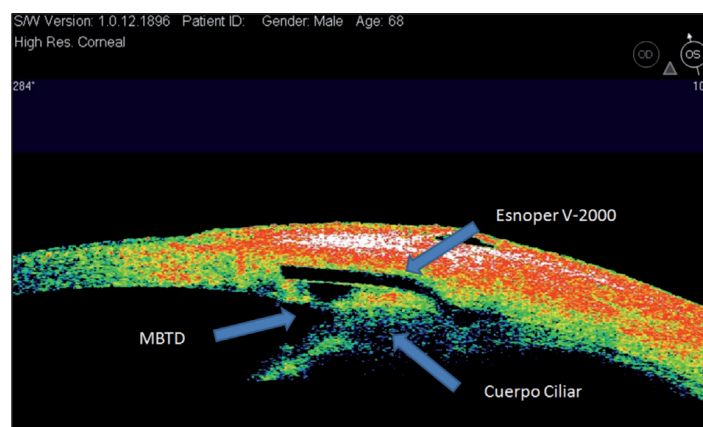 S/W Version: 1.0.12.1896 Patient ID: Gender: Male Age: 68
High Res. Corneal
OD OS
284° 10
Esnoper V-2000
MBTD
Cuerpo Ciliar